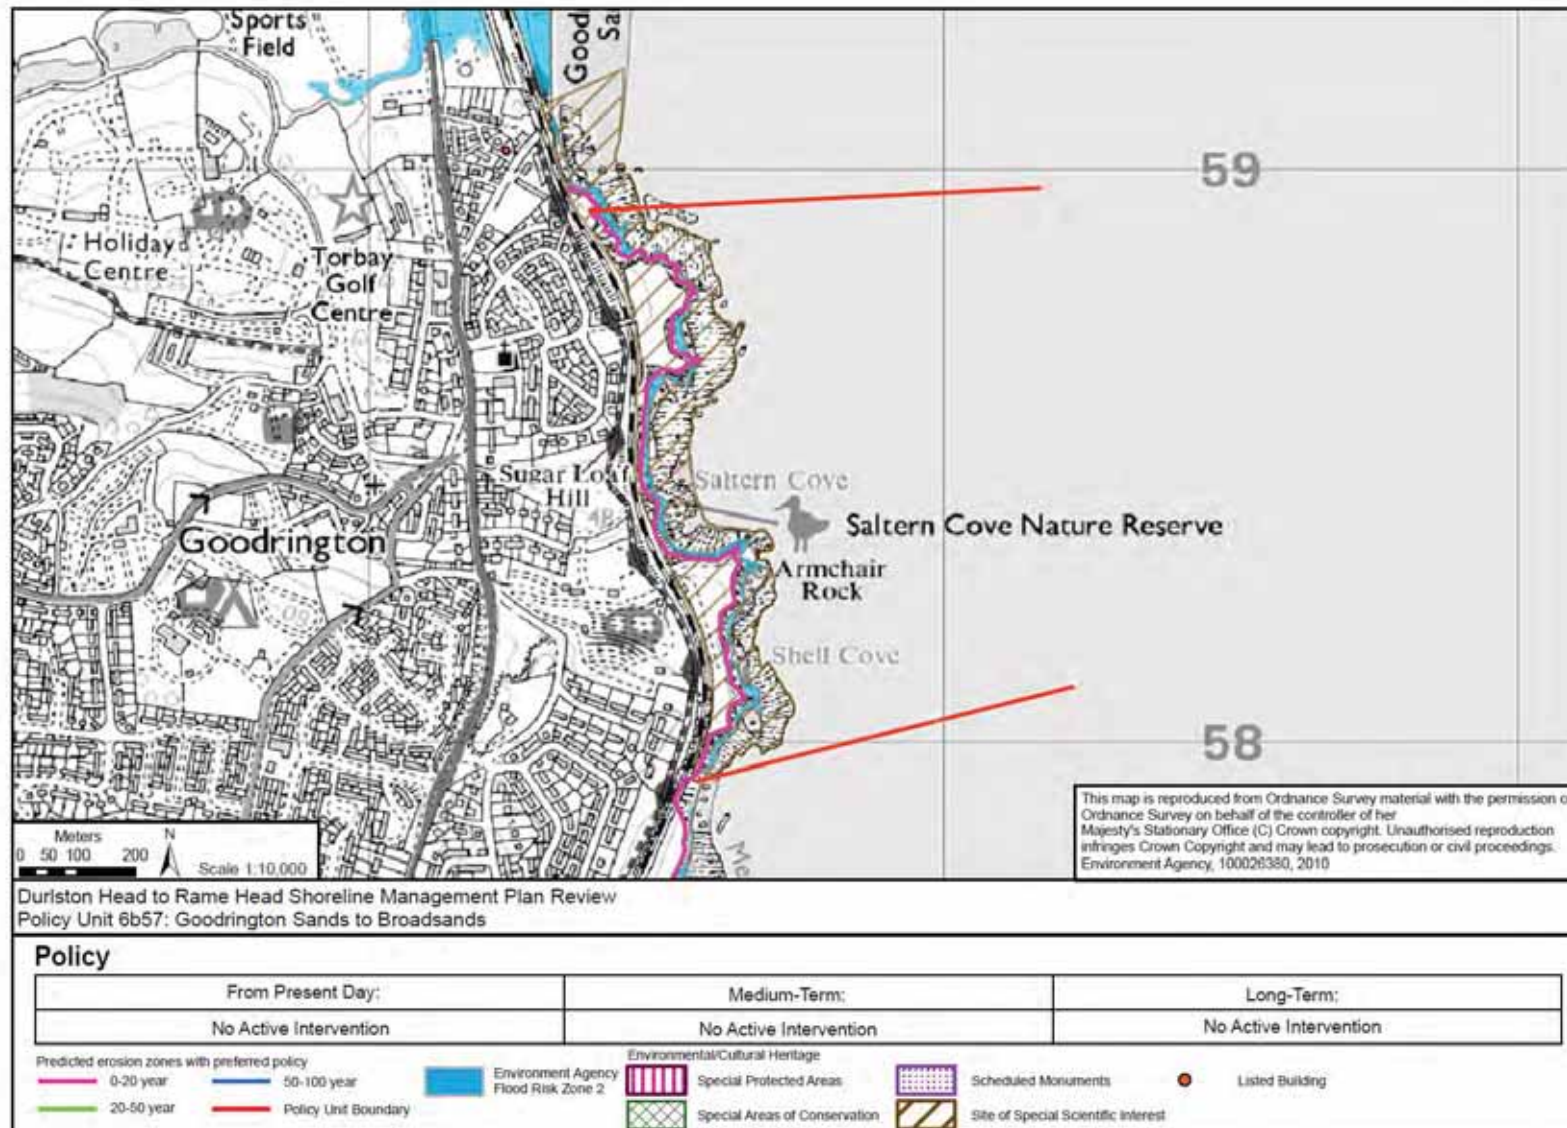 Sports
Field
Sa
Holiday
Centre
Torbay
Golf
Centre
59
Sugar Loaf
Hill
48
Saltern Cove
Saltern Cove Nature Reserve
Goodrington
Armchair
Rock
Shell Cove
58
Meters
0 50 100 200
N
Scale 1:10,000
This map is reproduced from Ordnance Survey material with the permission o
Ordnance Survey on behalf of the controller of her
Majesty's Stationary Office (C) Crown copyright. Unauthorised reproduction
infringes Crown Copyright and may lead to prosecution or civil proceedings.
Environment Agency, 100026380, 2010
Durlston Head to Rame Head Shoreline Management Plan Review
Policy Unit 6b57: Goodrington Sands to Broadsands
Policy
From Present Day: Medium-Term: Long-Term:
No Active Intervention No Active Intervention No Active Intervention
Predicted erosion zones with preferred policy
0-20 year
50-100 year
20-50 year
Policy Unit Boundary
Environment Agency
Flood Risk Zone 2
Environmental/Cultural Heritage
Special Protected Areas
Scheduled Monuments
Listed Building
Special Areas of Conservation
Site of Special Scientific Interest